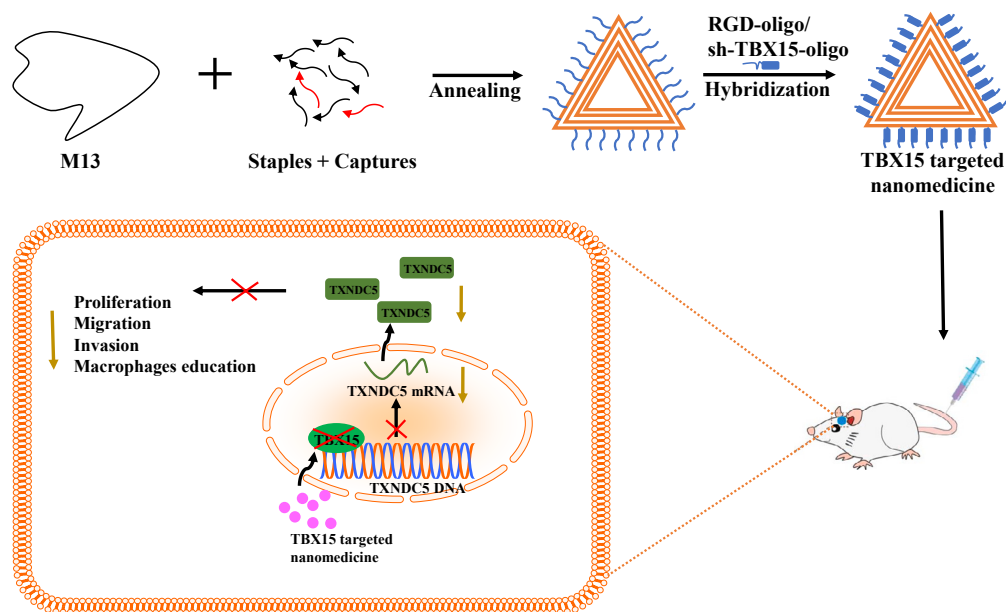 M13
Staples + Captures
Annealing
RGD-oligo/
sh-TBX15-oligo
Hybridization
TBX15 targeted
nanomedicine
TXNDC5
TXNDC5
TXNDC5
Proliferation
Migration
Invasion
Macrophages education
TXNDC5 mRNA
TBX15
TXNDC5 DNA
TBX15 targeted
nanomedicine